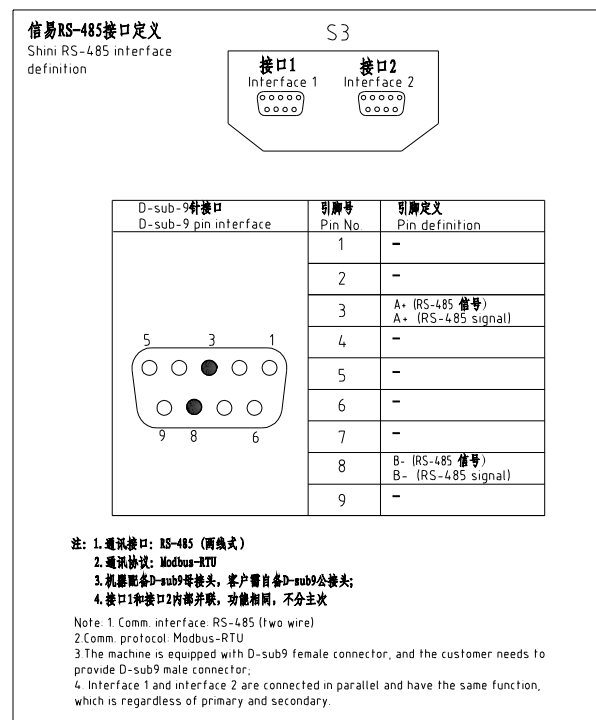 信易RS-485接口定义
Shini RS-485 interface
definition
S3
接口1
Interface 1
接口2
Interface 2
D-sub-9针接口
D-sub-9 pin interface
引脚号
Pin No
引脚定义
Pin definition
1 -
2 -
3 A+ (RS-485 信号)
A+ (RS-485 signal)
4 -
5 -
6 -
7 -
8 B- (RS-485 信号)
B- (RS-485 signal)
9 -
5 3 1
9 8 6
注: 1.通讯接口: RS-485 (两线式)
2.通讯协议: Modbus-RTU
3.机器配备D-sub9母接头, 客户需自备D-sub9公接头;
4.接口1和接口2内部并联, 功能相同, 不分主次
Note: 1. Comm. interface: RS-485 (two wire)
2.Comm. protocol: Modbus-RTU
3.The machine is equipped with D-sub9 female connector, and the customer needs to
provide D-sub9 male connector;
4. Interface 1 and interface 2 are connected in parallel and have the same function,
which is regardless of primary and secondary.